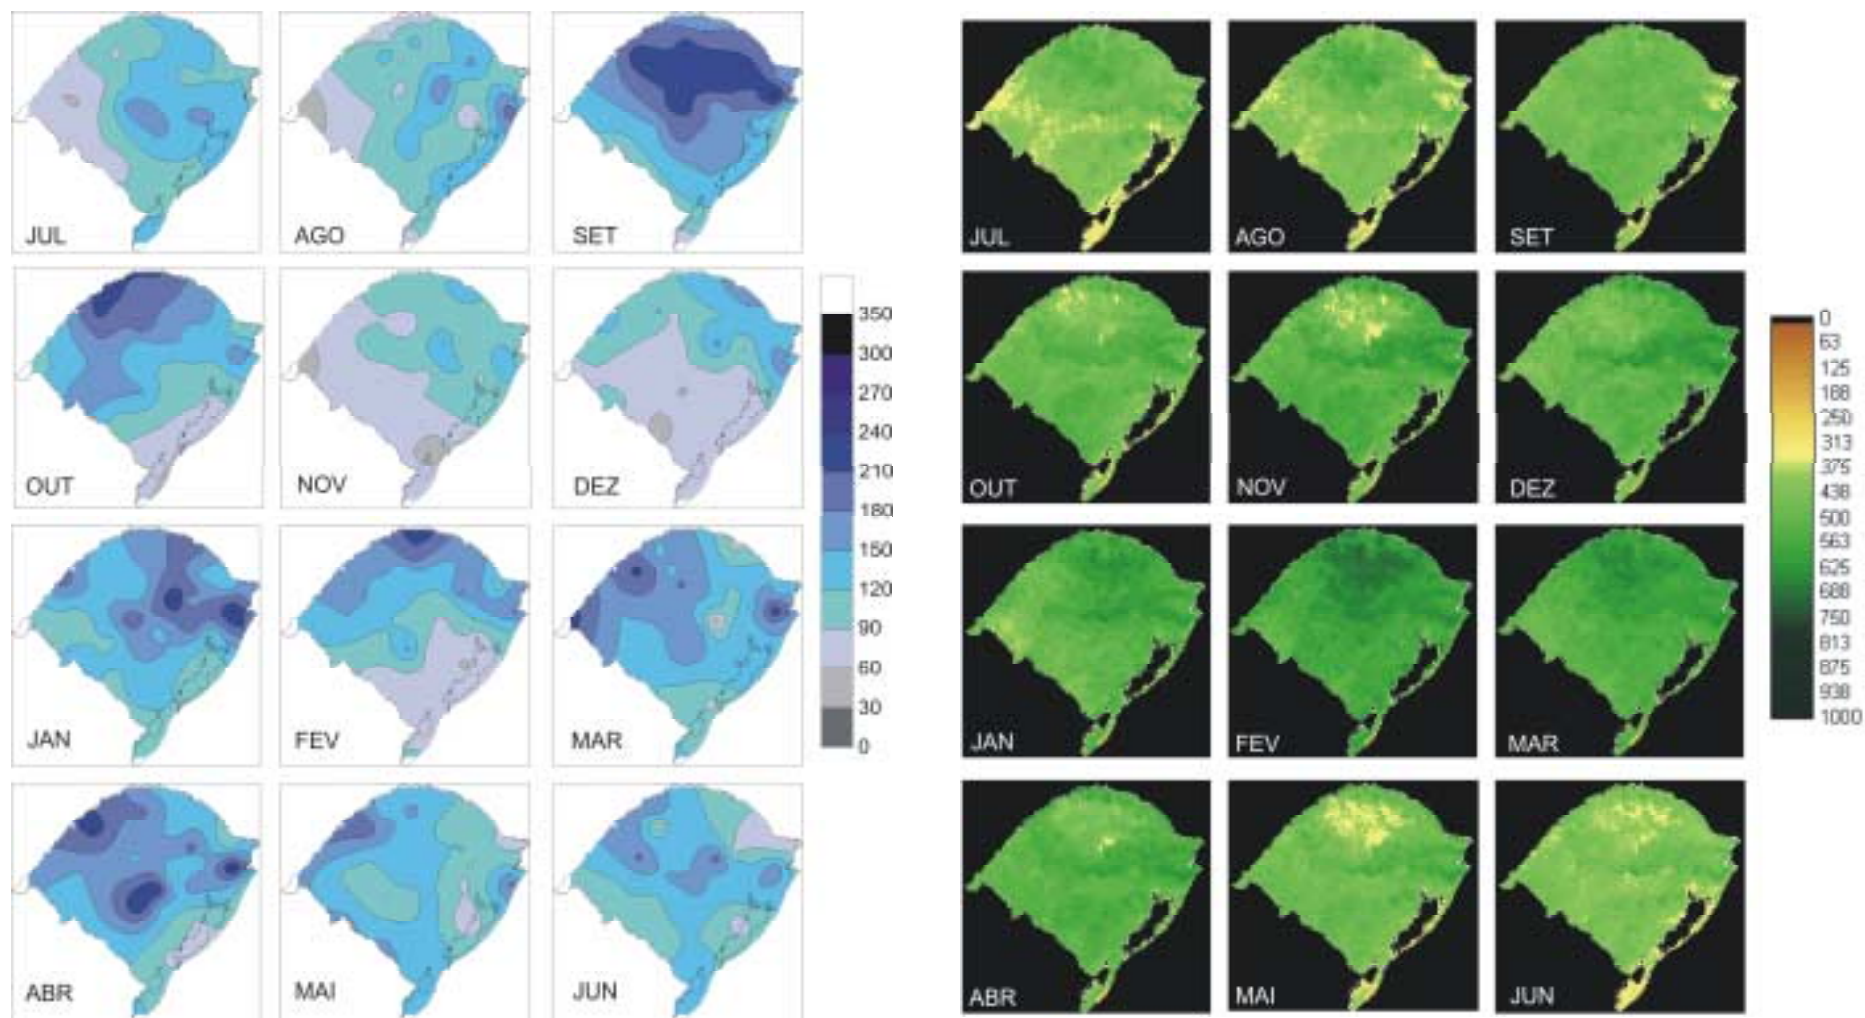 JUL
AGO
SET
OUT
NOV
DEZ
JAN
FEV
MAR
ABR
MAI
JUN
350
300
270
240
210
180
150
120
90
60
30
0
JUL
AGO
SET
OUT
NOV
DEZ
JAN
FEV
MAR
ABR
MAI
JUN
0
63
125
188
250
313
375
438
500
563
625
688
750
813
875
938
1000